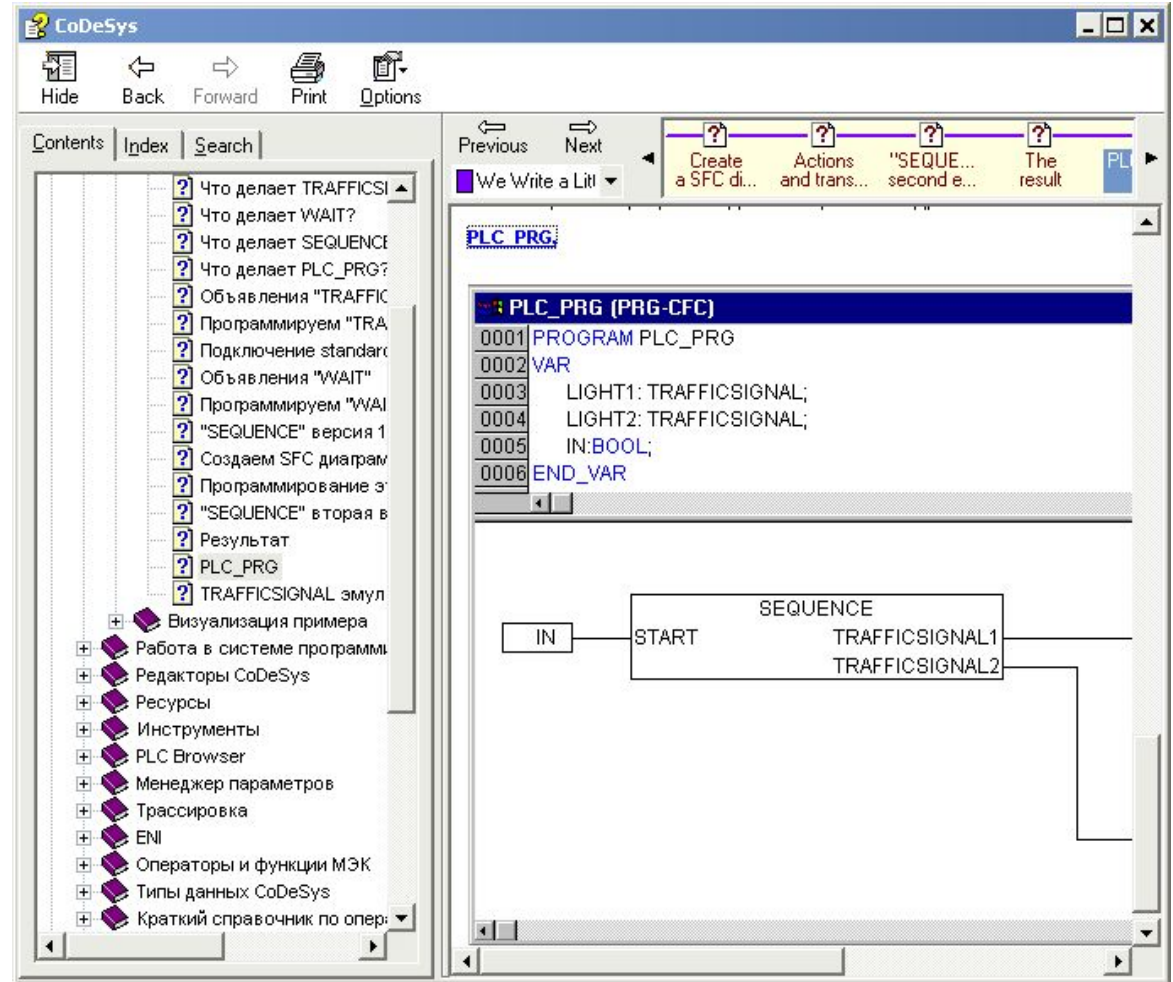 CoDeSys
Hide Back Forward Print Options
Contents Index Search
Что делает TRAFFICSI
Что делает WAIT?
Что делает SEQUENCE
Что делает PLC_PRG?
Объявления "TRAFFIC
Программируем "TRA
Подключение standard
Объявления "WAIT"
Программируем "WAI
"SEQUENCE" версия 1
Создаем SFC диаграм
Программирование э
"SEQUENCE" вторая в
Результат
PLC_PRG
TRAFFICSIGNAL эмул
Визуализация примера
Работа в системе программи
Редакторы CoDeSys
Ресурсы
Инструменты
PLC Browser
Менеджер параметров
Трассировка
ENI
Операторы и функции МЭК
Типы данных CoDeSys
Краткий справочник по опер
Previous Next
We Write a Litl
Create
a SFC di...
Actions
and trans...
"SEQUE...
second e...
The
result
PL
PLC PRG,
PLC_PRG (PRG-CFC)
0001 PROGRAM PLC_PRG
0002 VAR
0003 LIGHT1: TRAFFICSIGNAL;
0004 LIGHT2: TRAFFICSIGNAL;
0005 IN:BOOL;
0006 END_VAR
SEQUENCE
IN START TRAFFICSIGNAL1
TRAFFICSIGNAL2